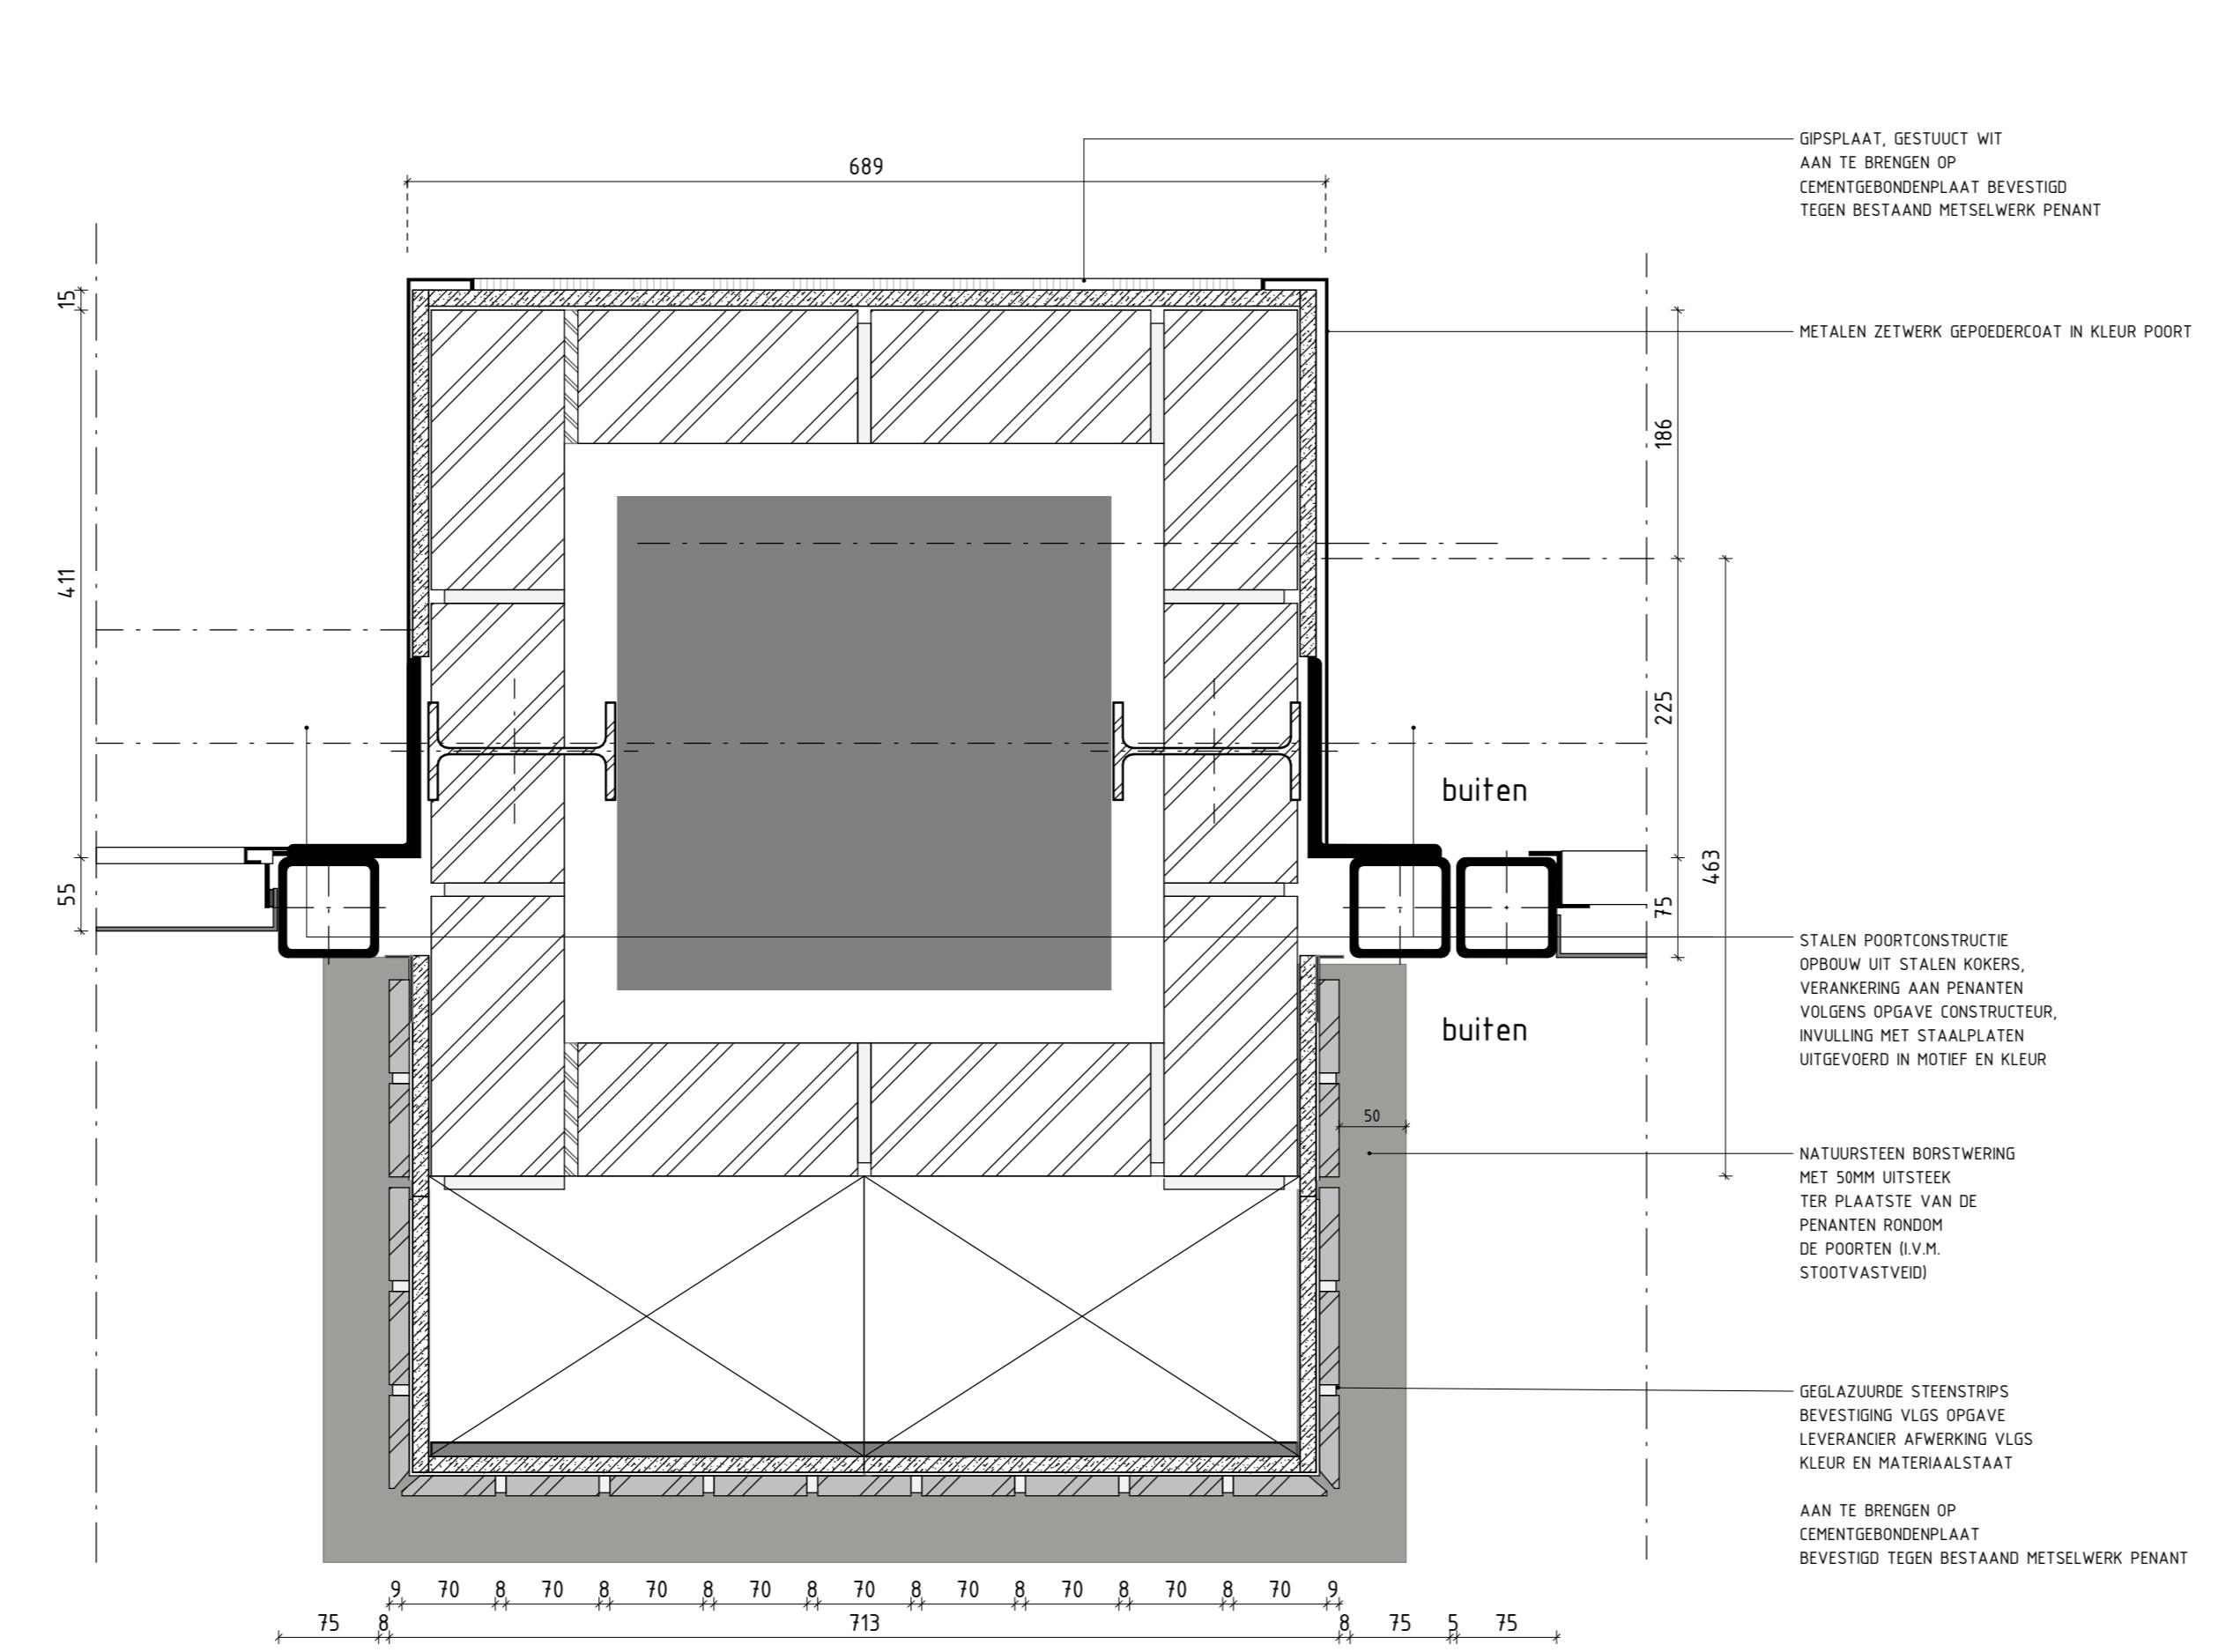 689
GIPSPLAAT, GESTUUCT WIT
AAN TE BRENGEN OP
CEMENTGEBONDENPLAAT BEVESTIGD
TEGEN BESTAAND METSELWERK PENANT
15
METALEN ZETWERK GEPOEDERCOAT IN KLEUR POORT
186
411
225
buiten
463
55
75
STALEN POORTCONSTRUCTIE
OPBOUW UIT STALEN KOKERS,
VERANKERING AAN PENANTEN
VOLGENS OPGAVE CONSTRUCTEUR,
INVULLING MET STAALPLATEN
UITGEVOERD IN MOTIEF EN KLEUR
buiten
50
NATUURSTEEN BORSTWERING
MET 50MM UITSTEEK
TER PLAATSTE VAN DE
PENANTEN RONDOM
DE POORTEN (I.V.M.
STOOTVASTVEID)
GEGLAZUURDE STEENSTRIPS
BEVESTIGING VLGS OPGAVE
LEVERANCIER AFWERKING VLGS
KLEUR EN MATERIAALSTAAT
AAN TE BRENGEN OP
CEMENTGEBONDENPLAAT
BEVESTIGD TEGEN BESTAAND METSELWERK PENANT
9 70 8 70 8 70 8 70 8 70 8 70 8 70 8 70 8 70 9
75 8 713 8 75 5 75